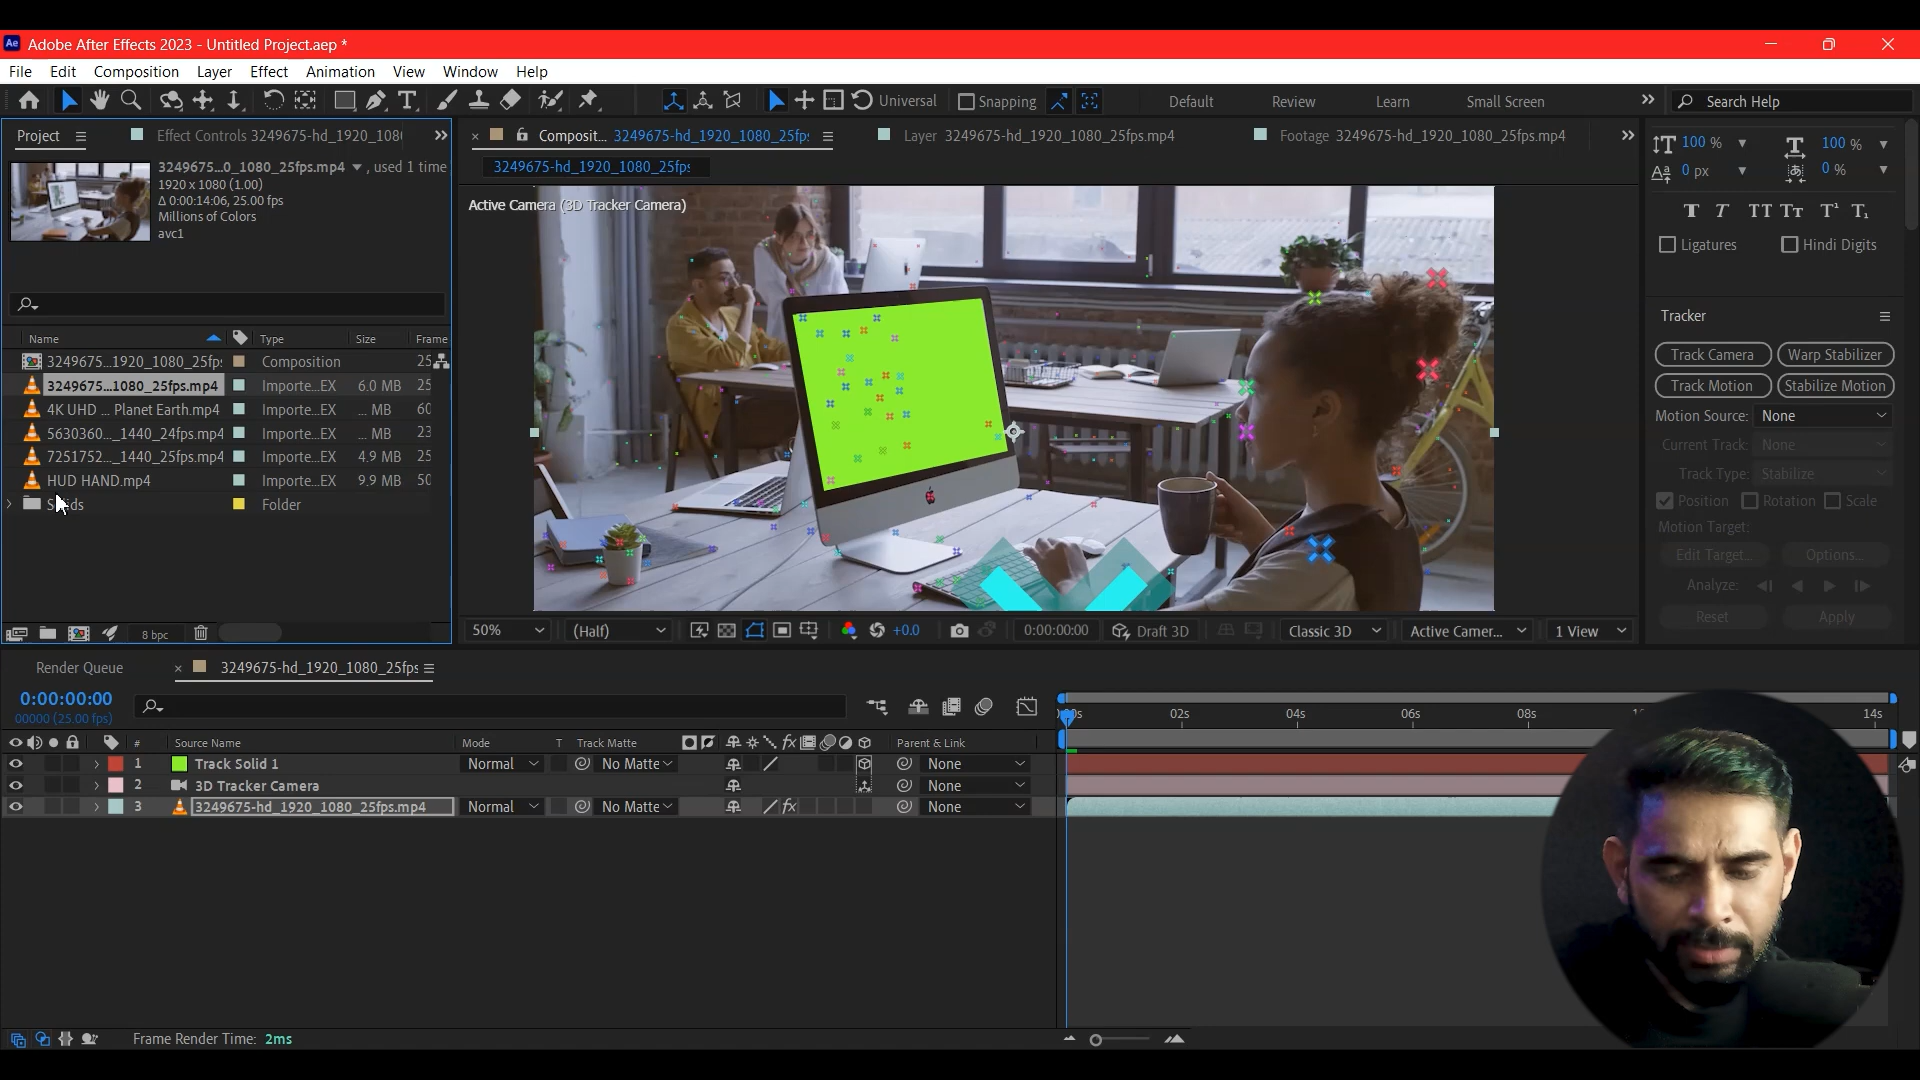 Ae Adobe After Effects 2023 - Untitled Project.aep *
File Edit Composition Layer Effect Animation View Window Help
Universal Snapping Default Review Learn Small Screen Search Help
Project Effect Controls 3249675-hd_1920_108
Composit... 3249675-hd_1920_1080_25fps
Layer 3249675-hd_1920_1080_25fps.mp4
Footage 3249675-hd_1920_1080_25fps.mp4
3249675-hd_1920_1080_25fps
3249675...0_1080_25fps.mp4 , used 1 time
1920 x 1080 (1.00)
Δ 0:00:14:06, 25.00 fps
Millions of Colors
avc1
Active Camera (3D Tracker Camera)
100 % 100 %
0 px 0 %
Ligatures Hindi Digits
Name Type Size Frame
3249675...1920_1080_25fp Composition 25
3249675...1080_25fps.mp4 Importe...EX 6.0 MB 25
4K UHD ... Planet Earth.mp4 Importe...EX ... MB 60
5630360..._1440_24fps.mp4 Importe...EX ... MB 23
7251752..._1440_25fps.mp4 Importe...EX 4.9 MB 25
HUD HAND.mp4 Importe...EX 9.9 MB 50
Solids Folder
8 bpc
Tracker
Track Camera Warp Stabilizer
Track Motion Stabilize Motion
Motion Source: None
Current Track: None
Track Type: Stabilize
Position Rotation Scale
Motion Target:
Edit Target... Options...
Analyze:
Reset Apply
50% (Half) +0.0 0:00:00:00 Draft 3D Classic 3D Active Camer... 1 View
Render Queue 3249675-hd_1920_1080_25fps
0:00:00:00
00000 (25.00 fps)
:00s 02s 04s 06s 08s 14s
# Source Name Mode T Track Matte fx Parent & Link
1 Track Solid 1 Normal No Matte None
2 3D Tracker Camera None
3 3249675-hd_1920_1080_25fps.mp4 Normal No Matte fx None
Frame Render Time: 2ms